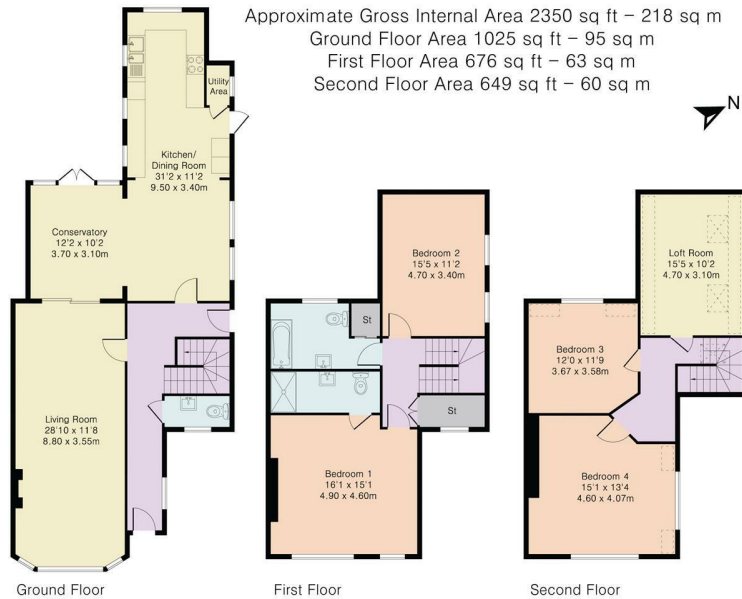 Approximate Gross Internal Area 2350 sq ft - 218 sq m
Ground Floor Area 1025 sq ft - 95 sq m
First Floor Area 676 sq ft - 63 sq m
Second Floor Area 649 sq ft - 60 sq m
N
Utility
Area
Kitchen/
Dining Room
31'2 x 11'2
9.50 x 3.40m
Conservatory
12'2 x 10'2
3.70 x 3.10m
Living Room
28'10 x 11'8
8.80 x 3.55m
Ground Floor
Bedroom 2
15'5 x 11'2
4.70 x 3.40m
St
St
Bedroom 1
16'1 x 15'1
4.90 x 4.60m
First Floor
Loft Room
15'5 x 10'2
4.70 x 3.10m
Bedroom 3
12'0 x 11'9
3.67 x 3.58m
Bedroom 4
15'1 x 13'4
4.60 x 4.07m
Second Floor